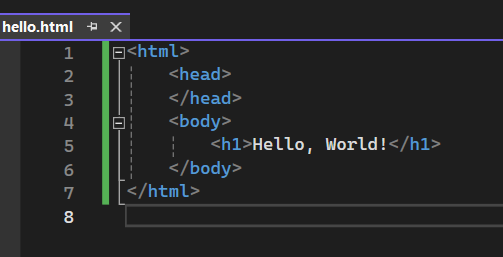 hello.html
1 <html>
2     <head>
3     </head>
4     <body>
5         <h1>Hello, World!</h1>
6     </body>
7 </html>
8